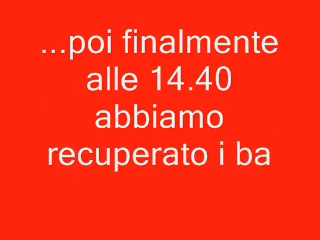 ...poi finalmente
alle 14.40
abbiamo
recuperato i ba